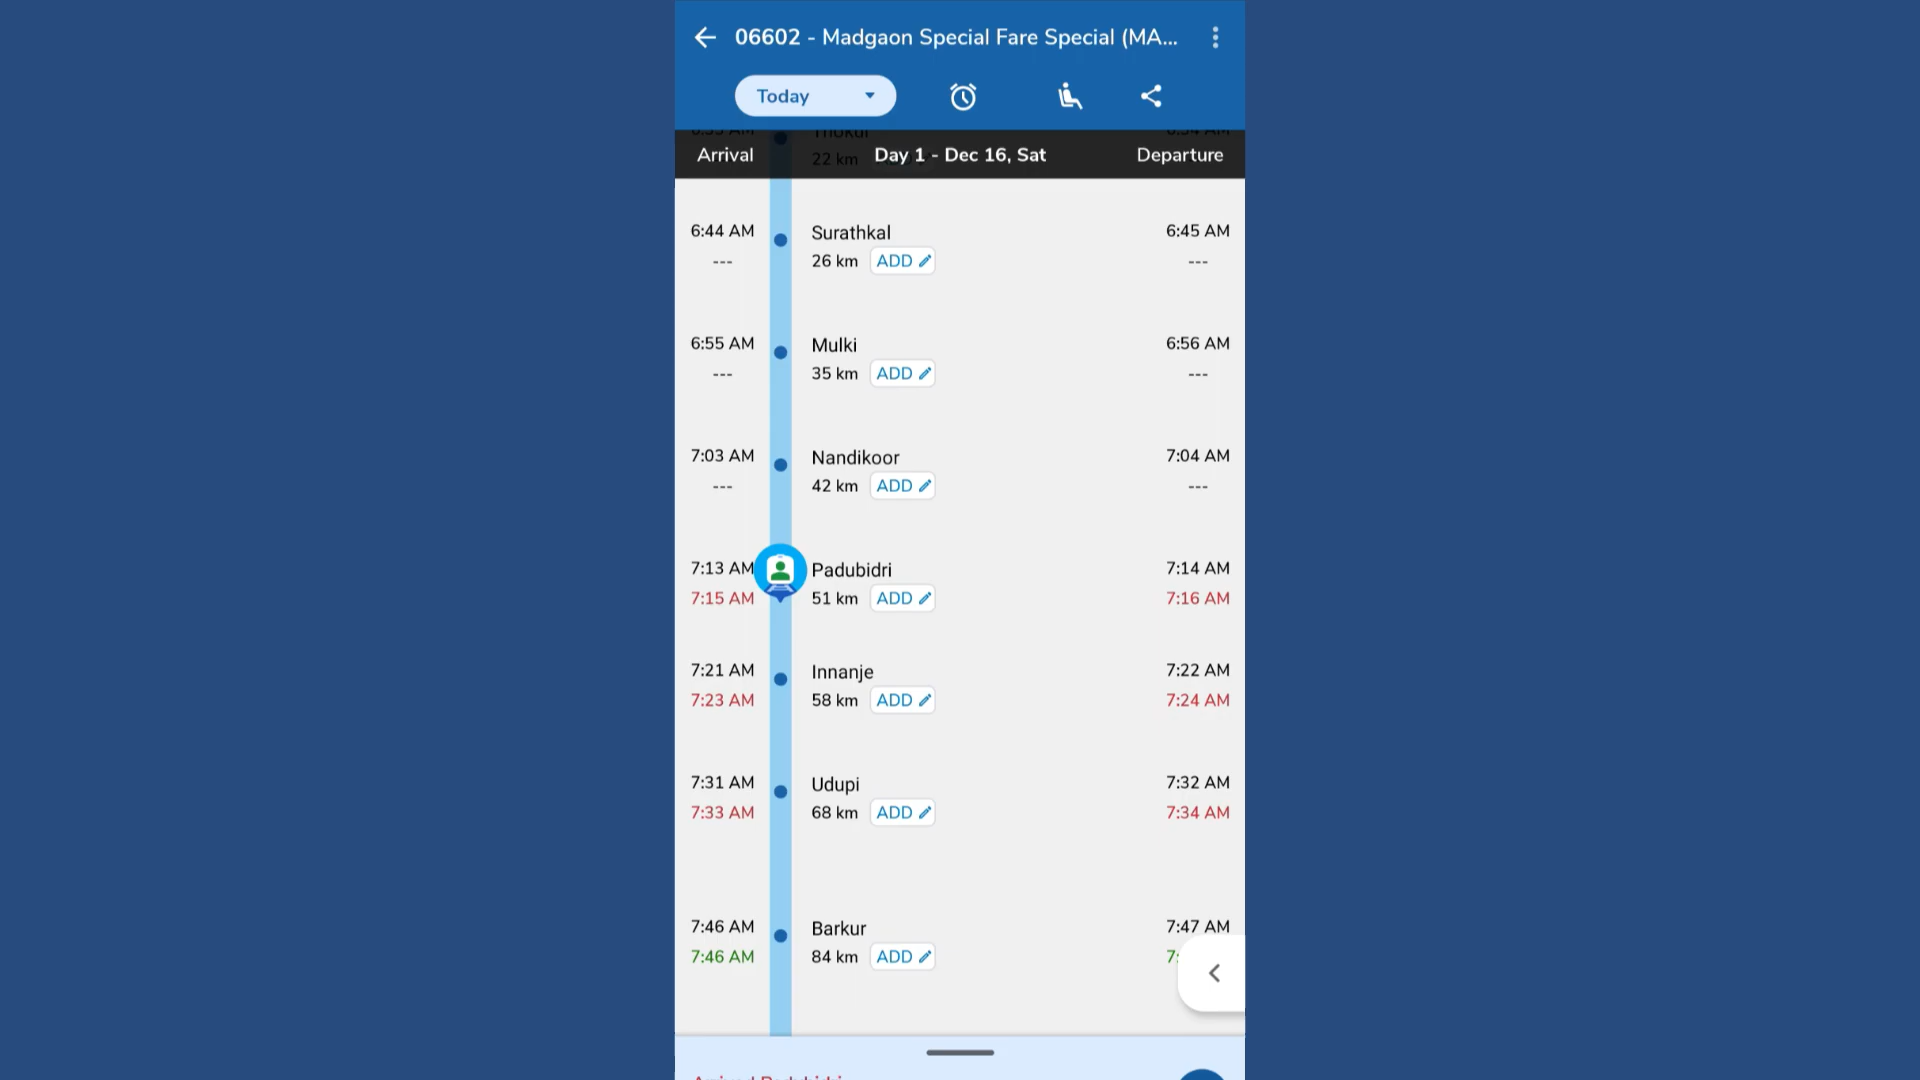 06602 - Madgaon Special Fare Special (MA...
Today
Arrival
Day 1 - Dec 16, Sat
Departure
22 km
6:44 AM
Surathkal
6:45 AM
---
26 km
ADD
---
6:55 AM
Mulki
6:56 AM
---
35 km
ADD
---
7:03 AM
Nandikoor
7:04 AM
---
42 km
ADD
---
7:13 AM
Padubidri
7:14 AM
7:15 AM
51 km
ADD
7:16 AM
7:21 AM
Innanje
7:22 AM
7:23 AM
58 km
ADD
7:24 AM
7:31 AM
Udupi
7:32 AM
7:33 AM
68 km
ADD
7:34 AM
7:46 AM
Barkur
7:47 AM
7:46 AM
84 km
ADD
7: